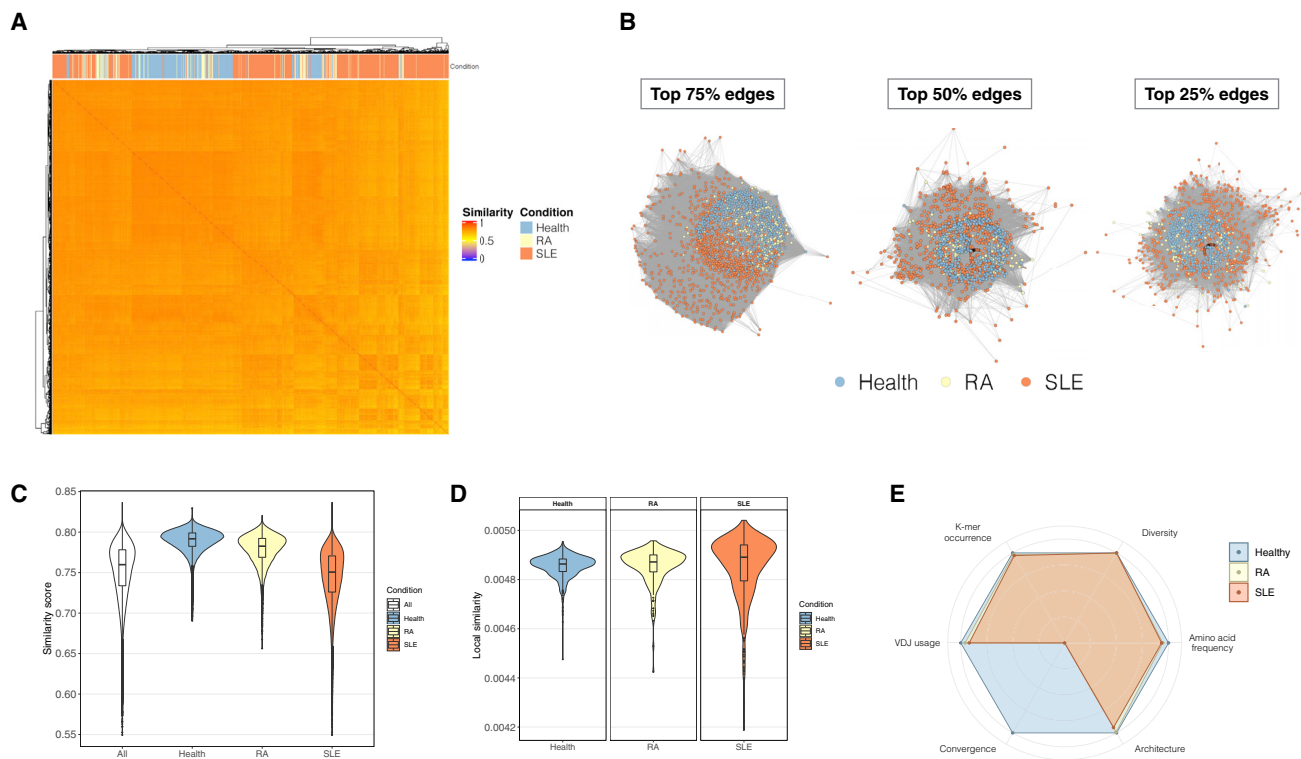 A
Condition
Similarity
1
0.5
0
Condition
Health
RA
SLE
B
Top 75% edges
Top 50% edges
Top 25% edges
Health
RA
SLE
C
Similarity score
0.85
0.80
0.75
0.70
0.65
0.60
0.55
All
Health
RA
SLE
Condition
All
Health
RA
SLE
D
Local similarity
Health
RA
SLE
0.0050
0.0048
0.0046
0.0044
0.0042
Health
RA
SLE
Condition
Health
RA
SLE
E
K-mer
occurrence
Diversity
VDJ usage
Amino acid
frequency
Convergence
Architecture
Healthy
RA
SLE